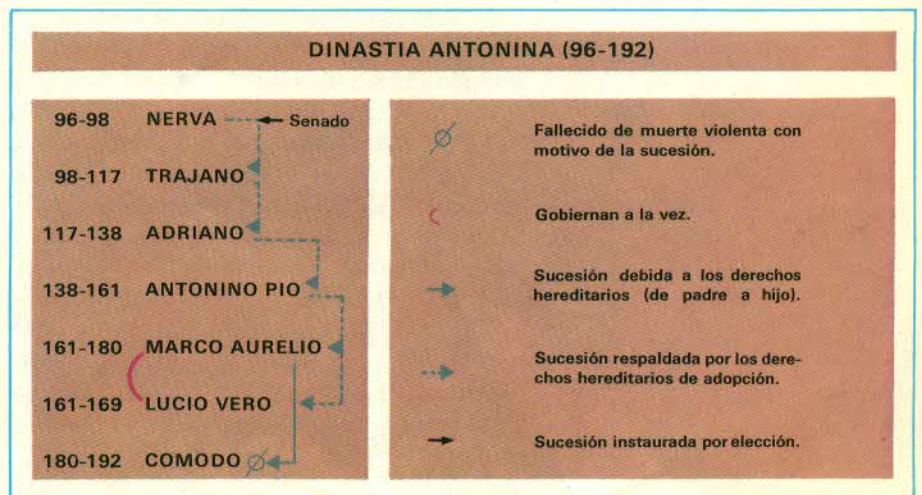 DINASTIA ANTONINA (96-192)
96-98 NERVA Senado
98-117 TRAJANO
117-138 ADRIANO
138-161 ANTONINO PIO
161-180 MARCO AURELIO
161-169 LUCIO VERO
180-192 COMODO
Fallecido de muerte violenta con
motivo de la sucesión.
Gobiernan a la vez.
Sucesión debida a los derechos
hereditarios (de padre a hijo).
Sucesión respaldada por los dere-
chos hereditarios de adopción.
Sucesión instaurada por elección.